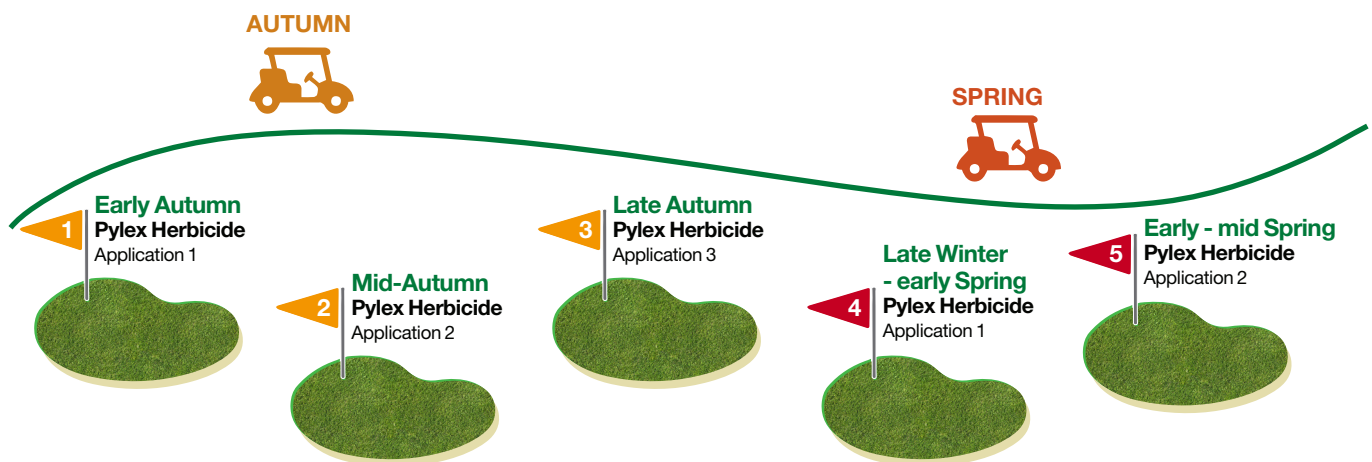 AUTUMN
SPRING
1
Early Autumn
Pylex Herbicide
Application 1
2
Mid-Autumn
Pylex Herbicide
Application 2
3
Late Autumn
Pylex Herbicide
Application 3
4
Late Winter
- early Spring
Pylex Herbicide
Application 1
5
Early - mid Spring
Pylex Herbicide
Application 2